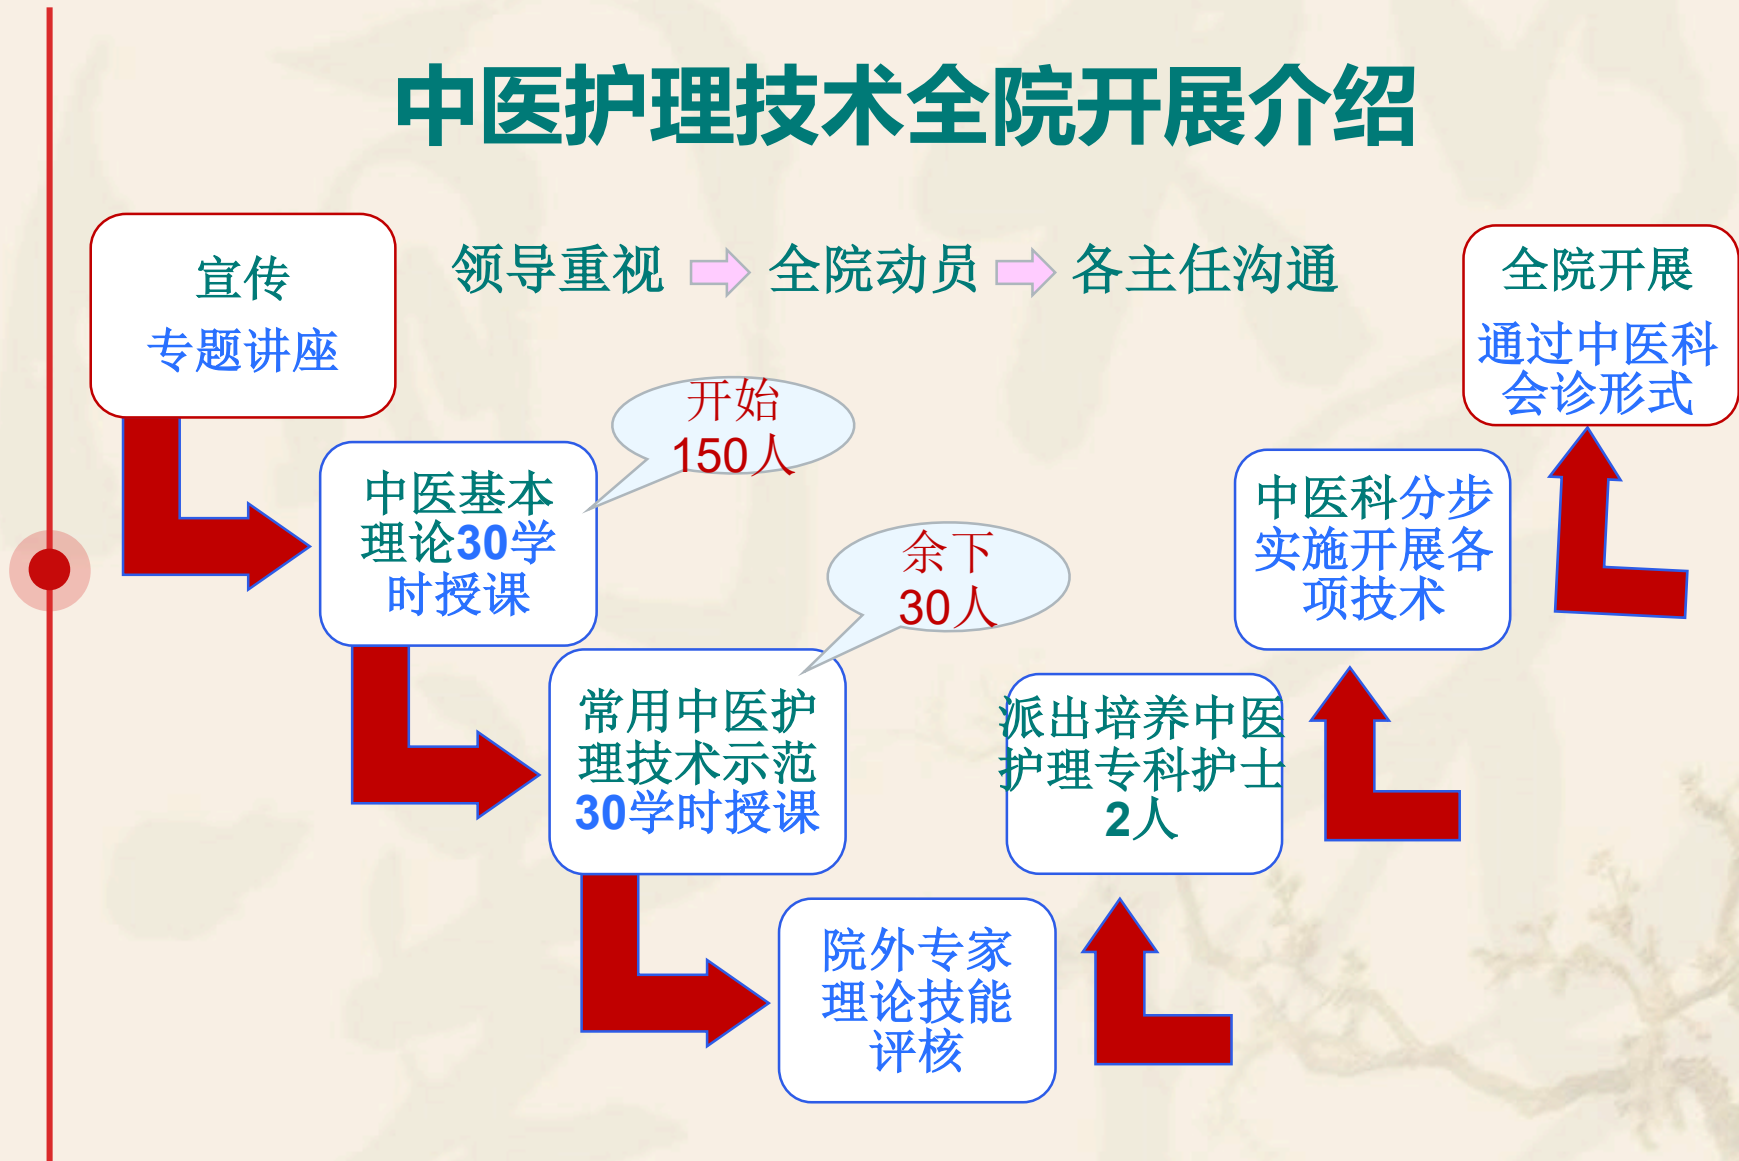 中医护理技术全院开展介绍
宣传
专题讲座
领导重视
全院动员
各主任沟通
全院开展
通过中医科
会诊形式
开始
150人
中医基本
理论30学
时授课
余下
30人
中医科分步
实施开展各
项技术
常用中医护
理技术示范
30学时授课
派出培养中医
护理专科护士
2人
院外专家
理论技能
评核